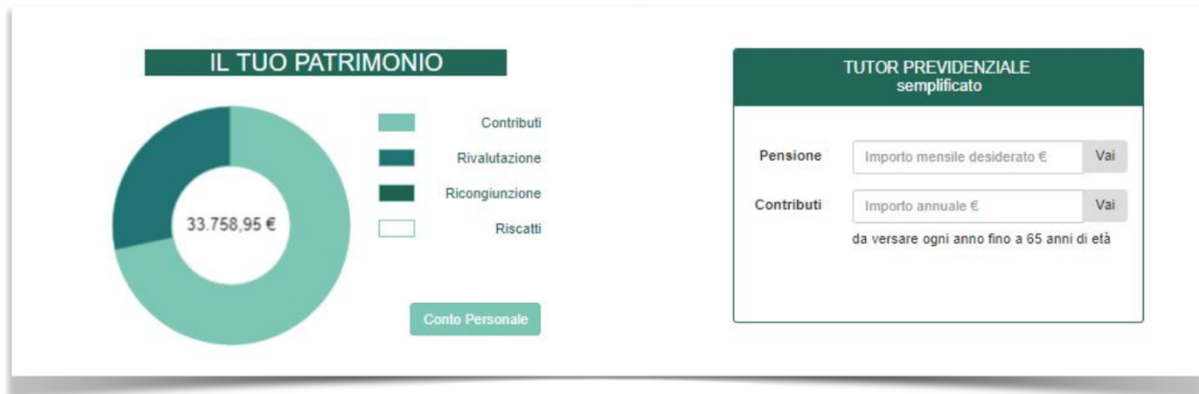 IL TUO PATRIMONIO
Contributi
Rivalutazione
Ricongiunzione
Riscatti
33.758,95 €
Conto Personale
TUTOR PREVIDENZIALE
semplificato
Pensione Importo mensile desiderato € Vai
Contributi Importo annuale € Vai
da versare ogni anno fino a 65 anni di età